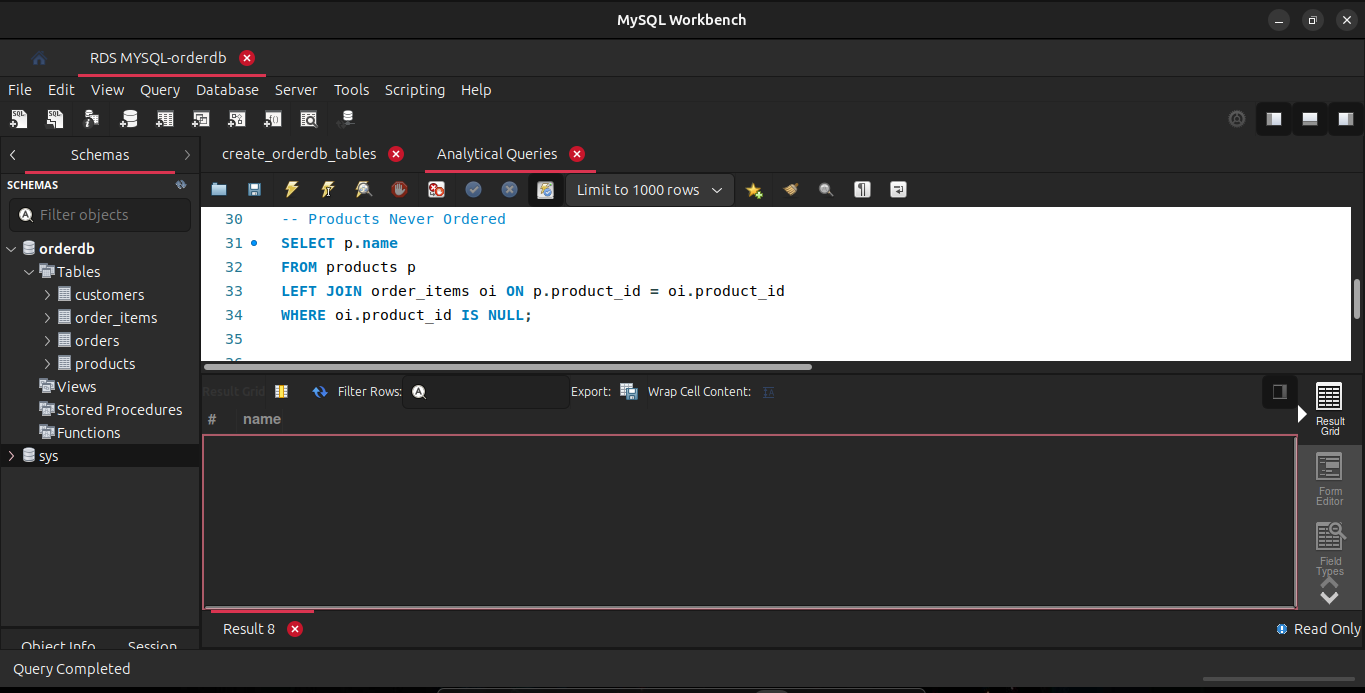 MySQL Workbench
RDS MYSQL-orderdb
File Edit View Query Database Server Tools Scripting Help
Schemas
create_orderdb_tables
Analytical Queries
SCHEMAS
Limit to 1000 rows
Filter objects
30 -- Products Never Ordered
31 SELECT p.name
32 FROM products p
33 LEFT JOIN order_items oi ON p.product_id = oi.product_id
34 WHERE oi.product_id IS NULL;
35
36
orderdb
Tables
customers
order_items
orders
products
Views
Stored Procedures
Functions
sys
Result Grid
Filter Rows:
Export:
Wrap Cell Content:
# name
Result
Grid
Form
Editor
Field
Types
Result 8
Read Only
Object Info Session
Query Completed